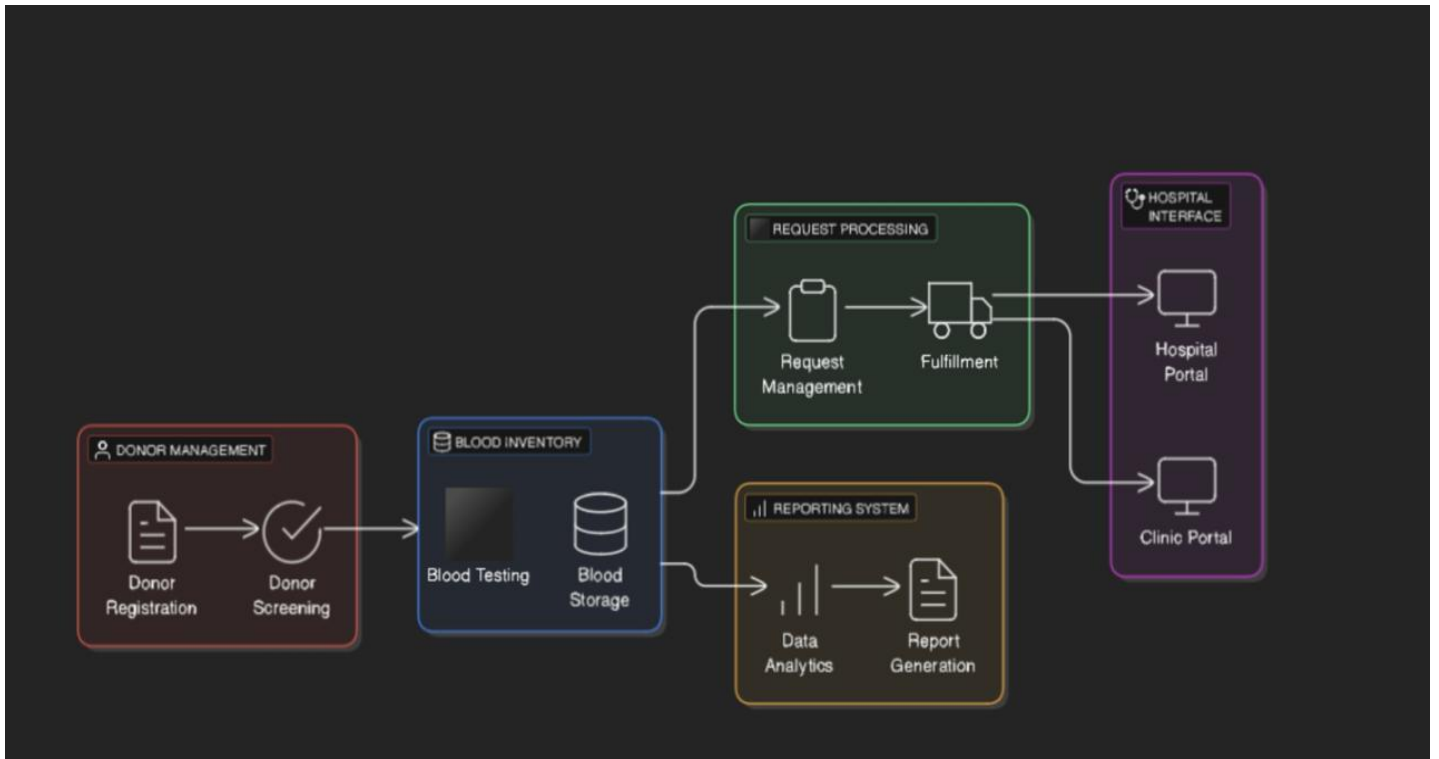 DONOR MANAGEMENT
Donor
Registration
Donor
Screening
BLOOD INVENTORY
Blood Testing
Blood
Storage
REQUEST PROCESSING
Request
Management
Fulfillment
REPORTING SYSTEM
Data
Analytics
Report
Generation
HOSPITAL
INTERFACE
Hospital
Portal
Clinic Portal